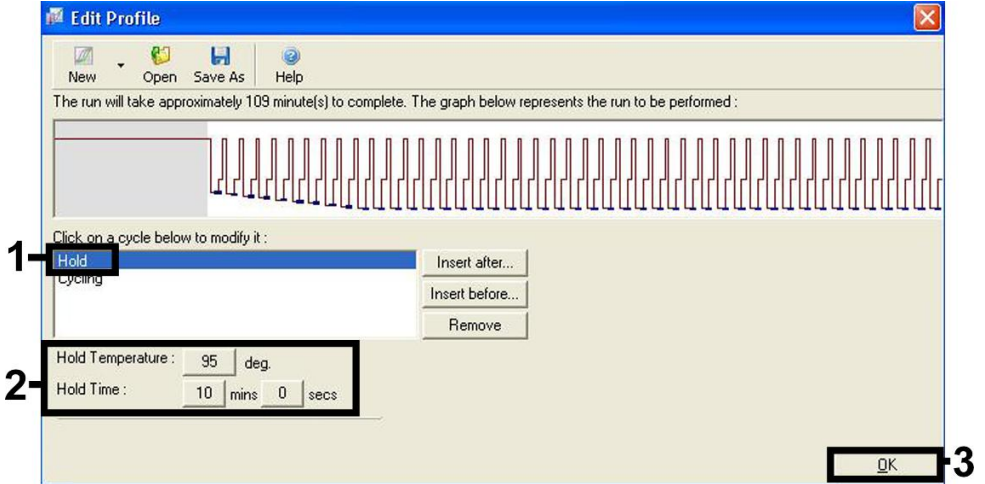 Edit Profile
New Open Save As Help
The run will take approximately 109 minute(s) to complete. The graph below represents the run to be performed :
Click on a cycle below to modify it :
1 Hold Insert after...
Cycling
Insert before...
Remove
2
Hold Temperature : 95 deg.
Hold Time : 10 mins 0 secs
OK 3